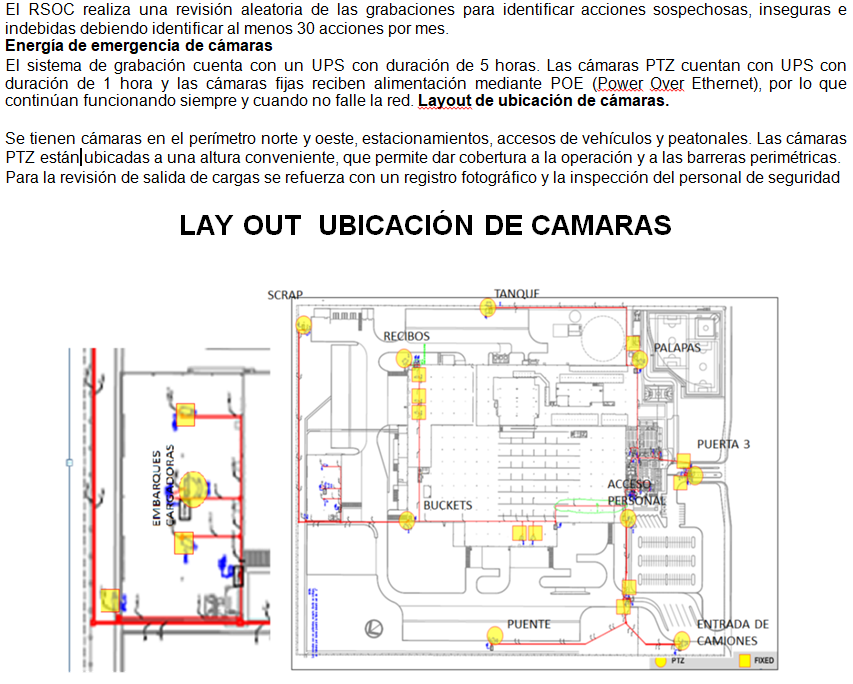 El RSOC realiza una revisión aleatoria de las grabaciones para identificar acciones sospechosas, inseguras e
indebidas debiendo identificar al menos 30 acciones por mes.
Energía de emergencia de cámaras
El sistema de grabación cuenta con un UPS con duración de 5 horas. Las cámaras PTZ cuentan con UPS con
duración de 1 hora y las cámaras fijas reciben alimentación mediante POE (Power Over Ethernet), por lo que
continúan funcionando siempre y cuando no falle la red. Layout de ubicación de cámaras.
Se tienen cámaras en el perímetro norte y oeste, estacionamientos, accesos de vehículos y peatonales. Las cámaras
PTZ están ubicadas a una altura conveniente, que permite dar cobertura a la operación y a las barreras perimétricas.
Para la revisión de salida de cargas se refuerza con un registro fotográfico y la inspección del personal de seguridad
LAY OUT UBICACIÓN DE CAMARAS
SCRAP
TANQUE
RECIBOS
PALAPAS
PUERTA 3
EMBARQUES
CARGADORAS
ACCESO
PERSONAL
BUCKETS
PUENTE
ENTRADA DE
CAMIONES
PTZ
FIXED